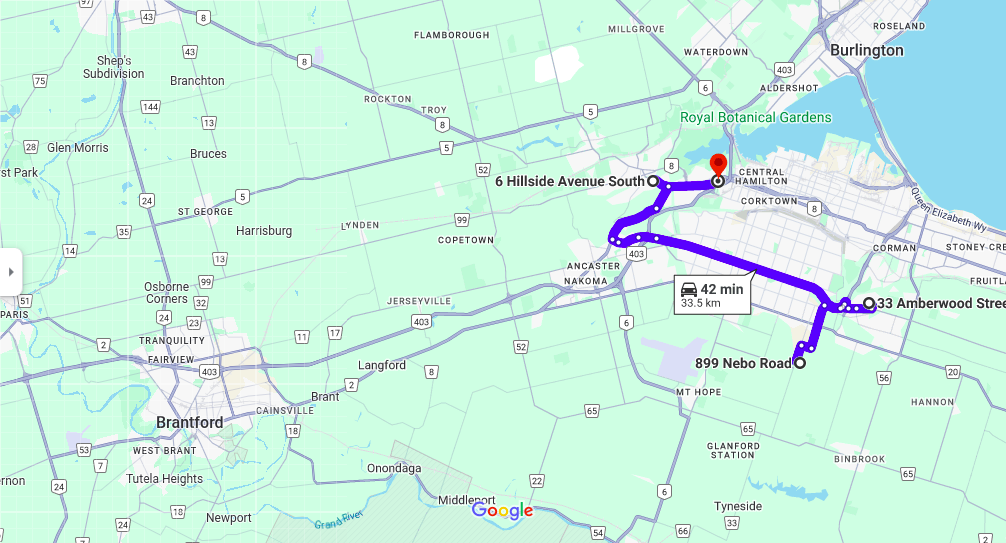 97
8
FLAMBOROUGH
MILLGROVE
ROSELAND
WATERDOWN
Burlington
43
Shep's
Subdivision
Branchton
8
403
75
ROCKTON
6
ALDERSHOT
144
TROY
5
13
8
Royal Botanical Gardens
28
Glen Morris
Bruces
5
52
8
6 Hillside Avenue South
CENTRAL
HAMILTON
st Park
24
ST GEORGE
99
CORKTOWN
8
Queen Elizabeth Wy
35
Harrisburg
LYNDEN
COPETOWN
14
13
403
CORMAN
STONEY CRE
ANCASTER
NAKOMA
42 min
33.5 km
FRUITL
99
Osborne
Corners
32
51
PARIS
24
JERSEYVILLE
33 Amberwood Stree
403
6
2
TRANQUILITY
11
17
52
FAIRVIEW
403
Langford
8
899 Nebo Road
56
2
MT HOPE
HANNON
Brant
CAINSVILLE
65
Brantford
18
65
53
WEST BRANT
GLANFORD
STATION
BINBROOK
7
Onondaga
Tutela Heights
22
24
6
Middleport
Google
Tyneside
18
Newport
Grand River
33
24
54
66
2